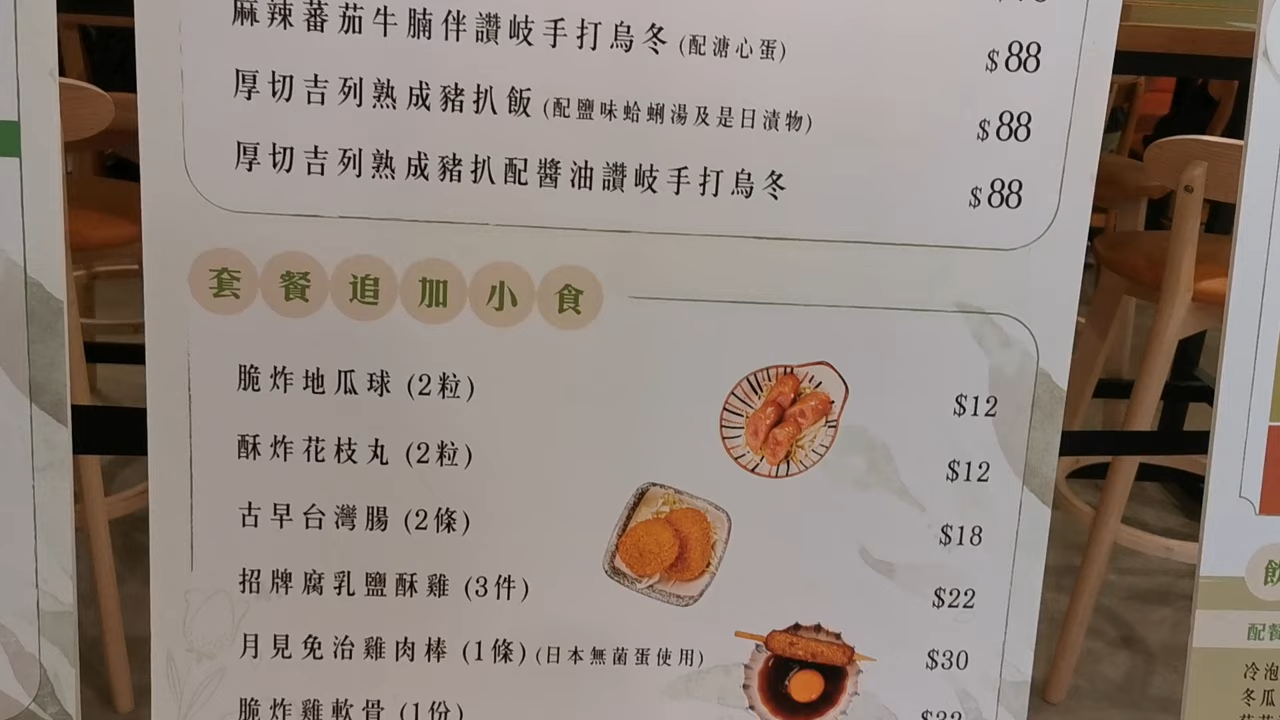 麻辣蕃茄牛腩伴讚岐手打烏冬 (配溏心蛋) $88
厚切吉列熟成豬扒飯 (配鹽味蛤蜊湯及是日漬物) $88
厚切吉列熟成豬扒配醬油讚岐手打烏冬 $88
套餐追加小食
脆炸地瓜球 (2粒) $12
酥炸花枝丸 (2粒) $12
古早台灣腸 (2條) $18
招牌腐乳鹽酥雞 (3件) $22
月見免治雞肉棒 (1條) (日本無菌蛋使用) $30
脆炸雞軟骨 (1份)
飲
配餐
冷泡
冬瓜